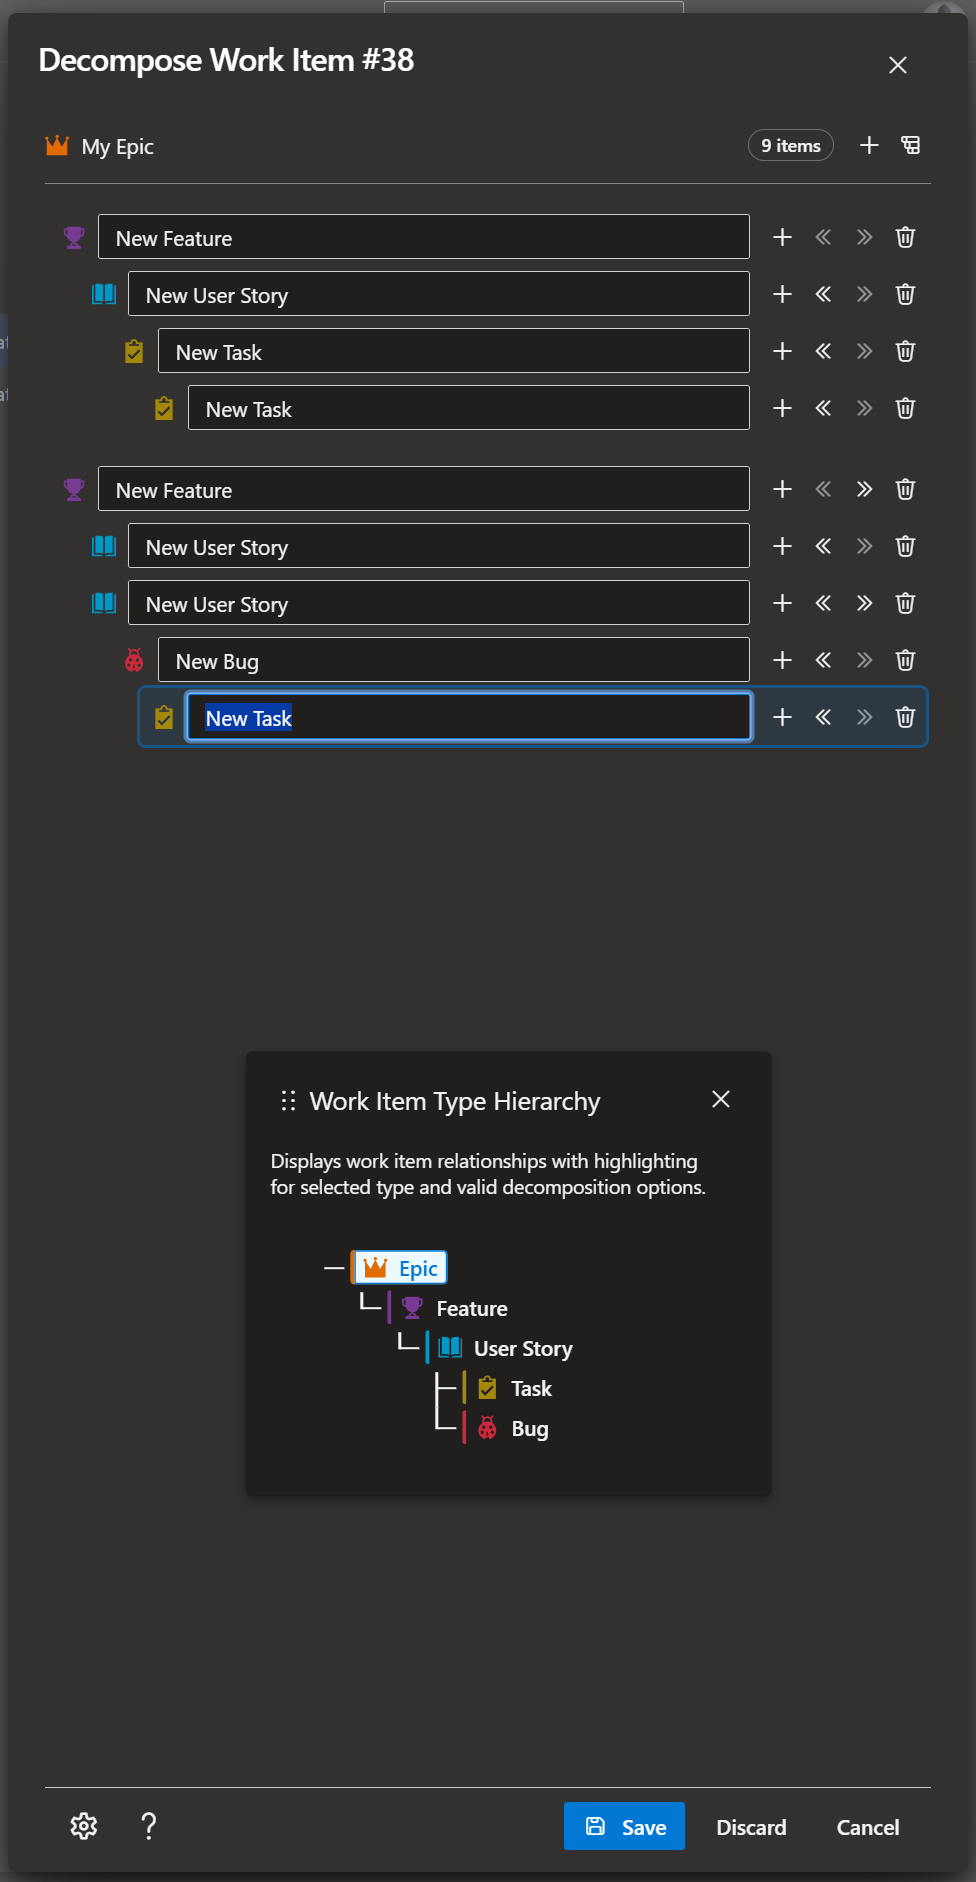 Decompose Work Item #38
My Epic
9 items
New Feature
New User Story
New Task
New Task
New Feature
New User Story
New User Story
New Bug
New Task
Work Item Type Hierarchy
Displays work item relationships with highlighting
for selected type and valid decomposition options.
Epic
Feature
User Story
Task
Bug
Save
Discard
Cancel